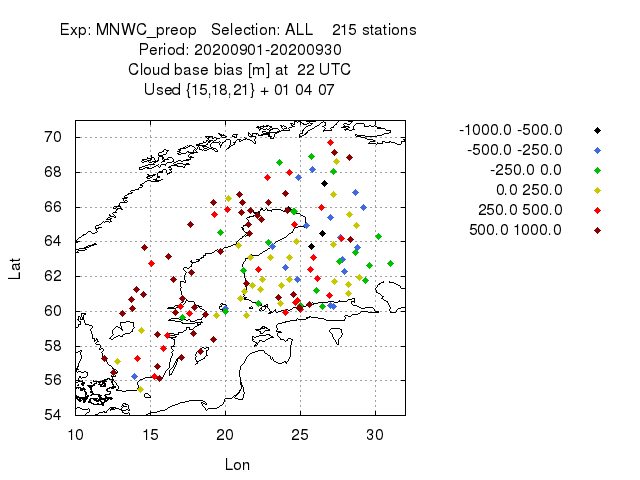 Exp: MNWC_preop Selection: ALL 215 stations
Period: 20200901-20200930
Cloud base bias [m] at 22 UTC
Used {15,18,21} + 01 04 07
-1000.0 -500.0
-500.0 -250.0
-250.0 0.0
0.0 250.0
250.0 500.0
500.0 1000.0
70
68
66
64
62
60
58
56
54
Lat
10 15 20 25 30
Lon